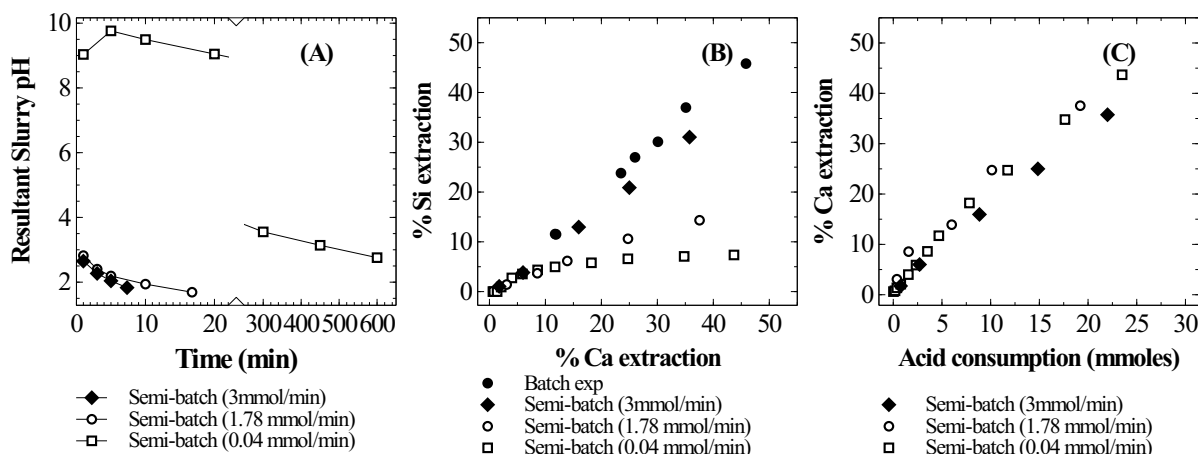 10
8
6
4
2
Resultant Slurry pH
(A)
0 10 20 300 400 500 600
Time (min)
Semi-batch (3mmol/min)
Semi-batch (1.78 mmol/min)
Semi-batch (0.04 mmol/min)
50
40
30
20
10
0
% Si extraction
(B)
0 10 20 30 40 50
% Ca extraction
Batch exp
Semi-batch (3mmol/min)
Semi-batch (1.78 mmol/min)
Semi-batch (0.04 mmol/min)
50
40
30
20
10
0
% Ca extraction
(C)
0 5 10 15 20 25 30
Acid consumption (mmoles)
Semi-batch (3mmol/min)
Semi-batch (1.78 mmol/min)
Semi-batch (0.04 mmol/min)